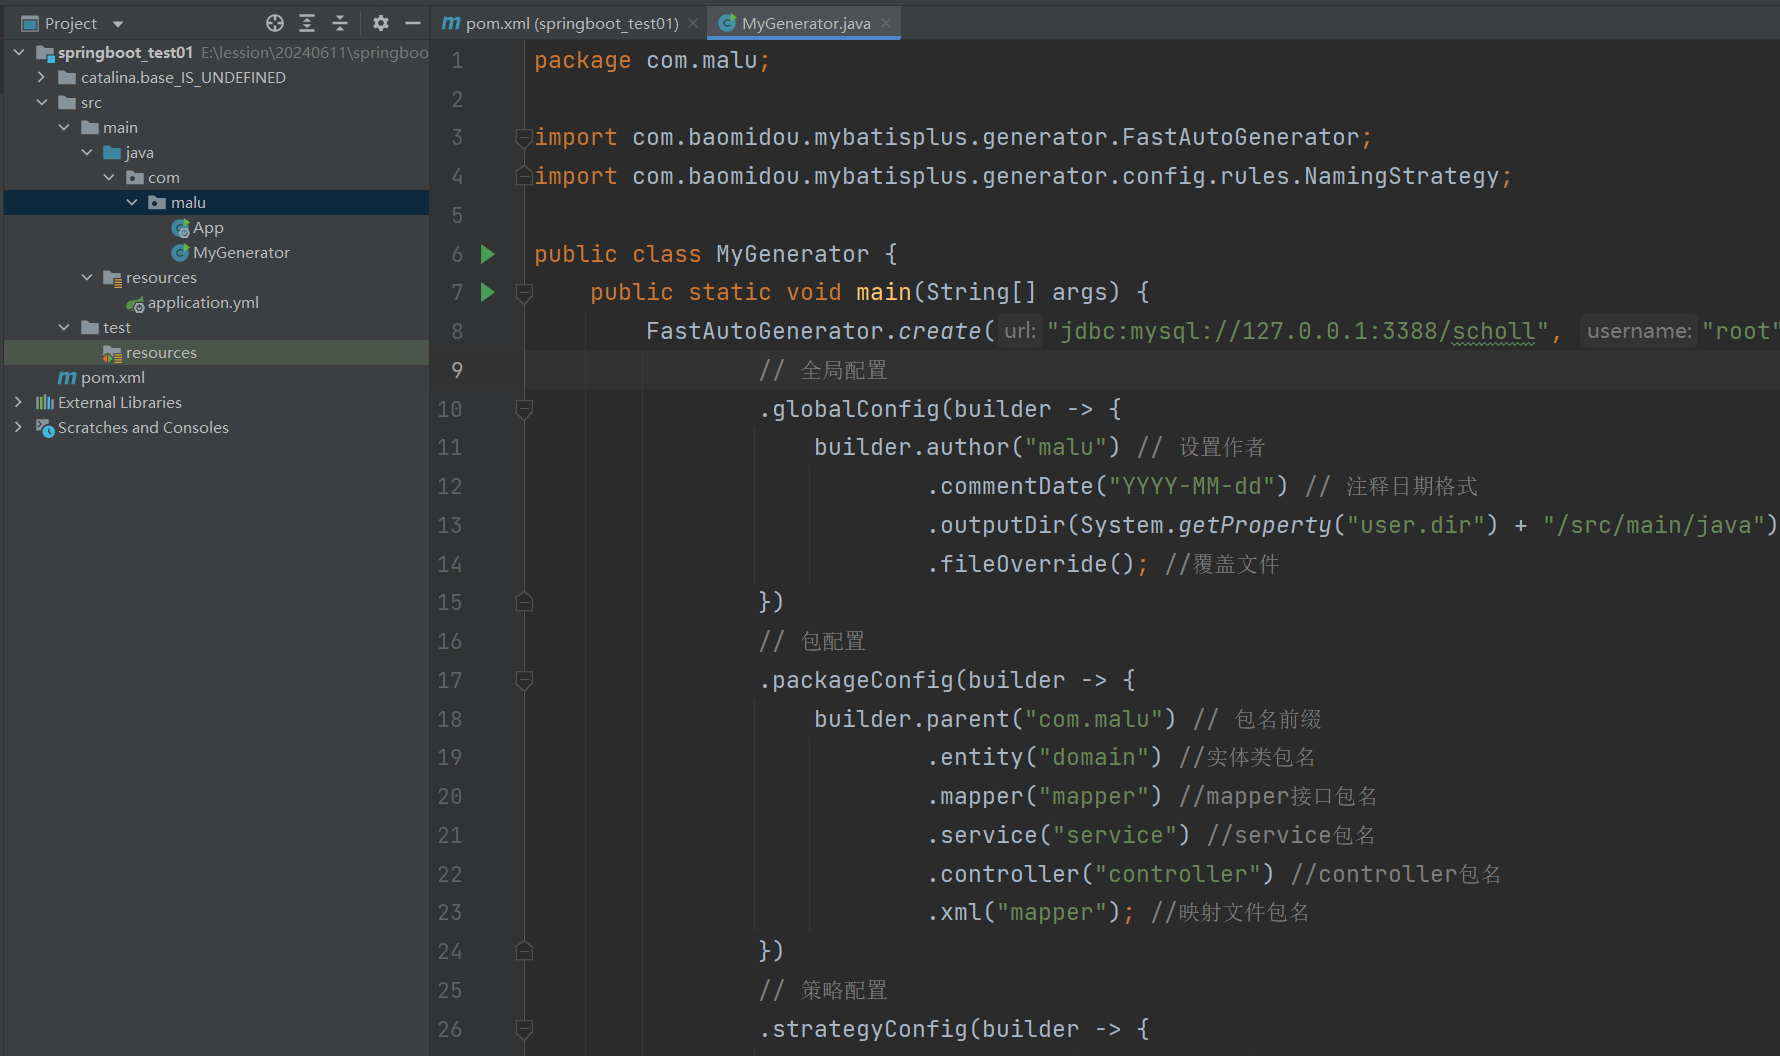 Project
springboot_test01 E:\lession\20240611\springboo
catalina.base_IS_UNDEFINED
src
main
java
com
malu
App
MyGenerator
resources
application.yml
test
resources
pom.xml
External Libraries
Scratches and Consoles
pom.xml (springboot_test01)
MyGenerator.java
1 package com.malu;
2
3 import com.baomidou.mybatisplus.generator.FastAutoGenerator;
4 import com.baomidou.mybatisplus.generator.config.rules.NamingStrategy;
5
6 public class MyGenerator {
7 public static void main(String[] args) {
8 FastAutoGenerator.create( url: "jdbc:mysql://127.0.0.1:3388/scholl", username: "root"
9 // 全局配置
10 .globalConfig(builder -> {
11 builder.author("malu") // 设置作者
12 .commentDate("YYYY-MM-dd") // 注释日期格式
13 .outputDir(System.getProperty("user.dir") + "/src/main/java")
14 .fileOverride(); //覆盖文件
15 })
16 // 包配置
17 .packageConfig(builder -> {
18 builder.parent("com.malu") // 包名前缀
19 .entity("domain") //实体类包名
20 .mapper("mapper") //mapper接口包名
21 .service("service") //service包名
22 .controller("controller") //controller包名
23 .xml("mapper"); //映射文件包名
24 })
25 // 策略配置
26 .strategyConfig(builder -> {